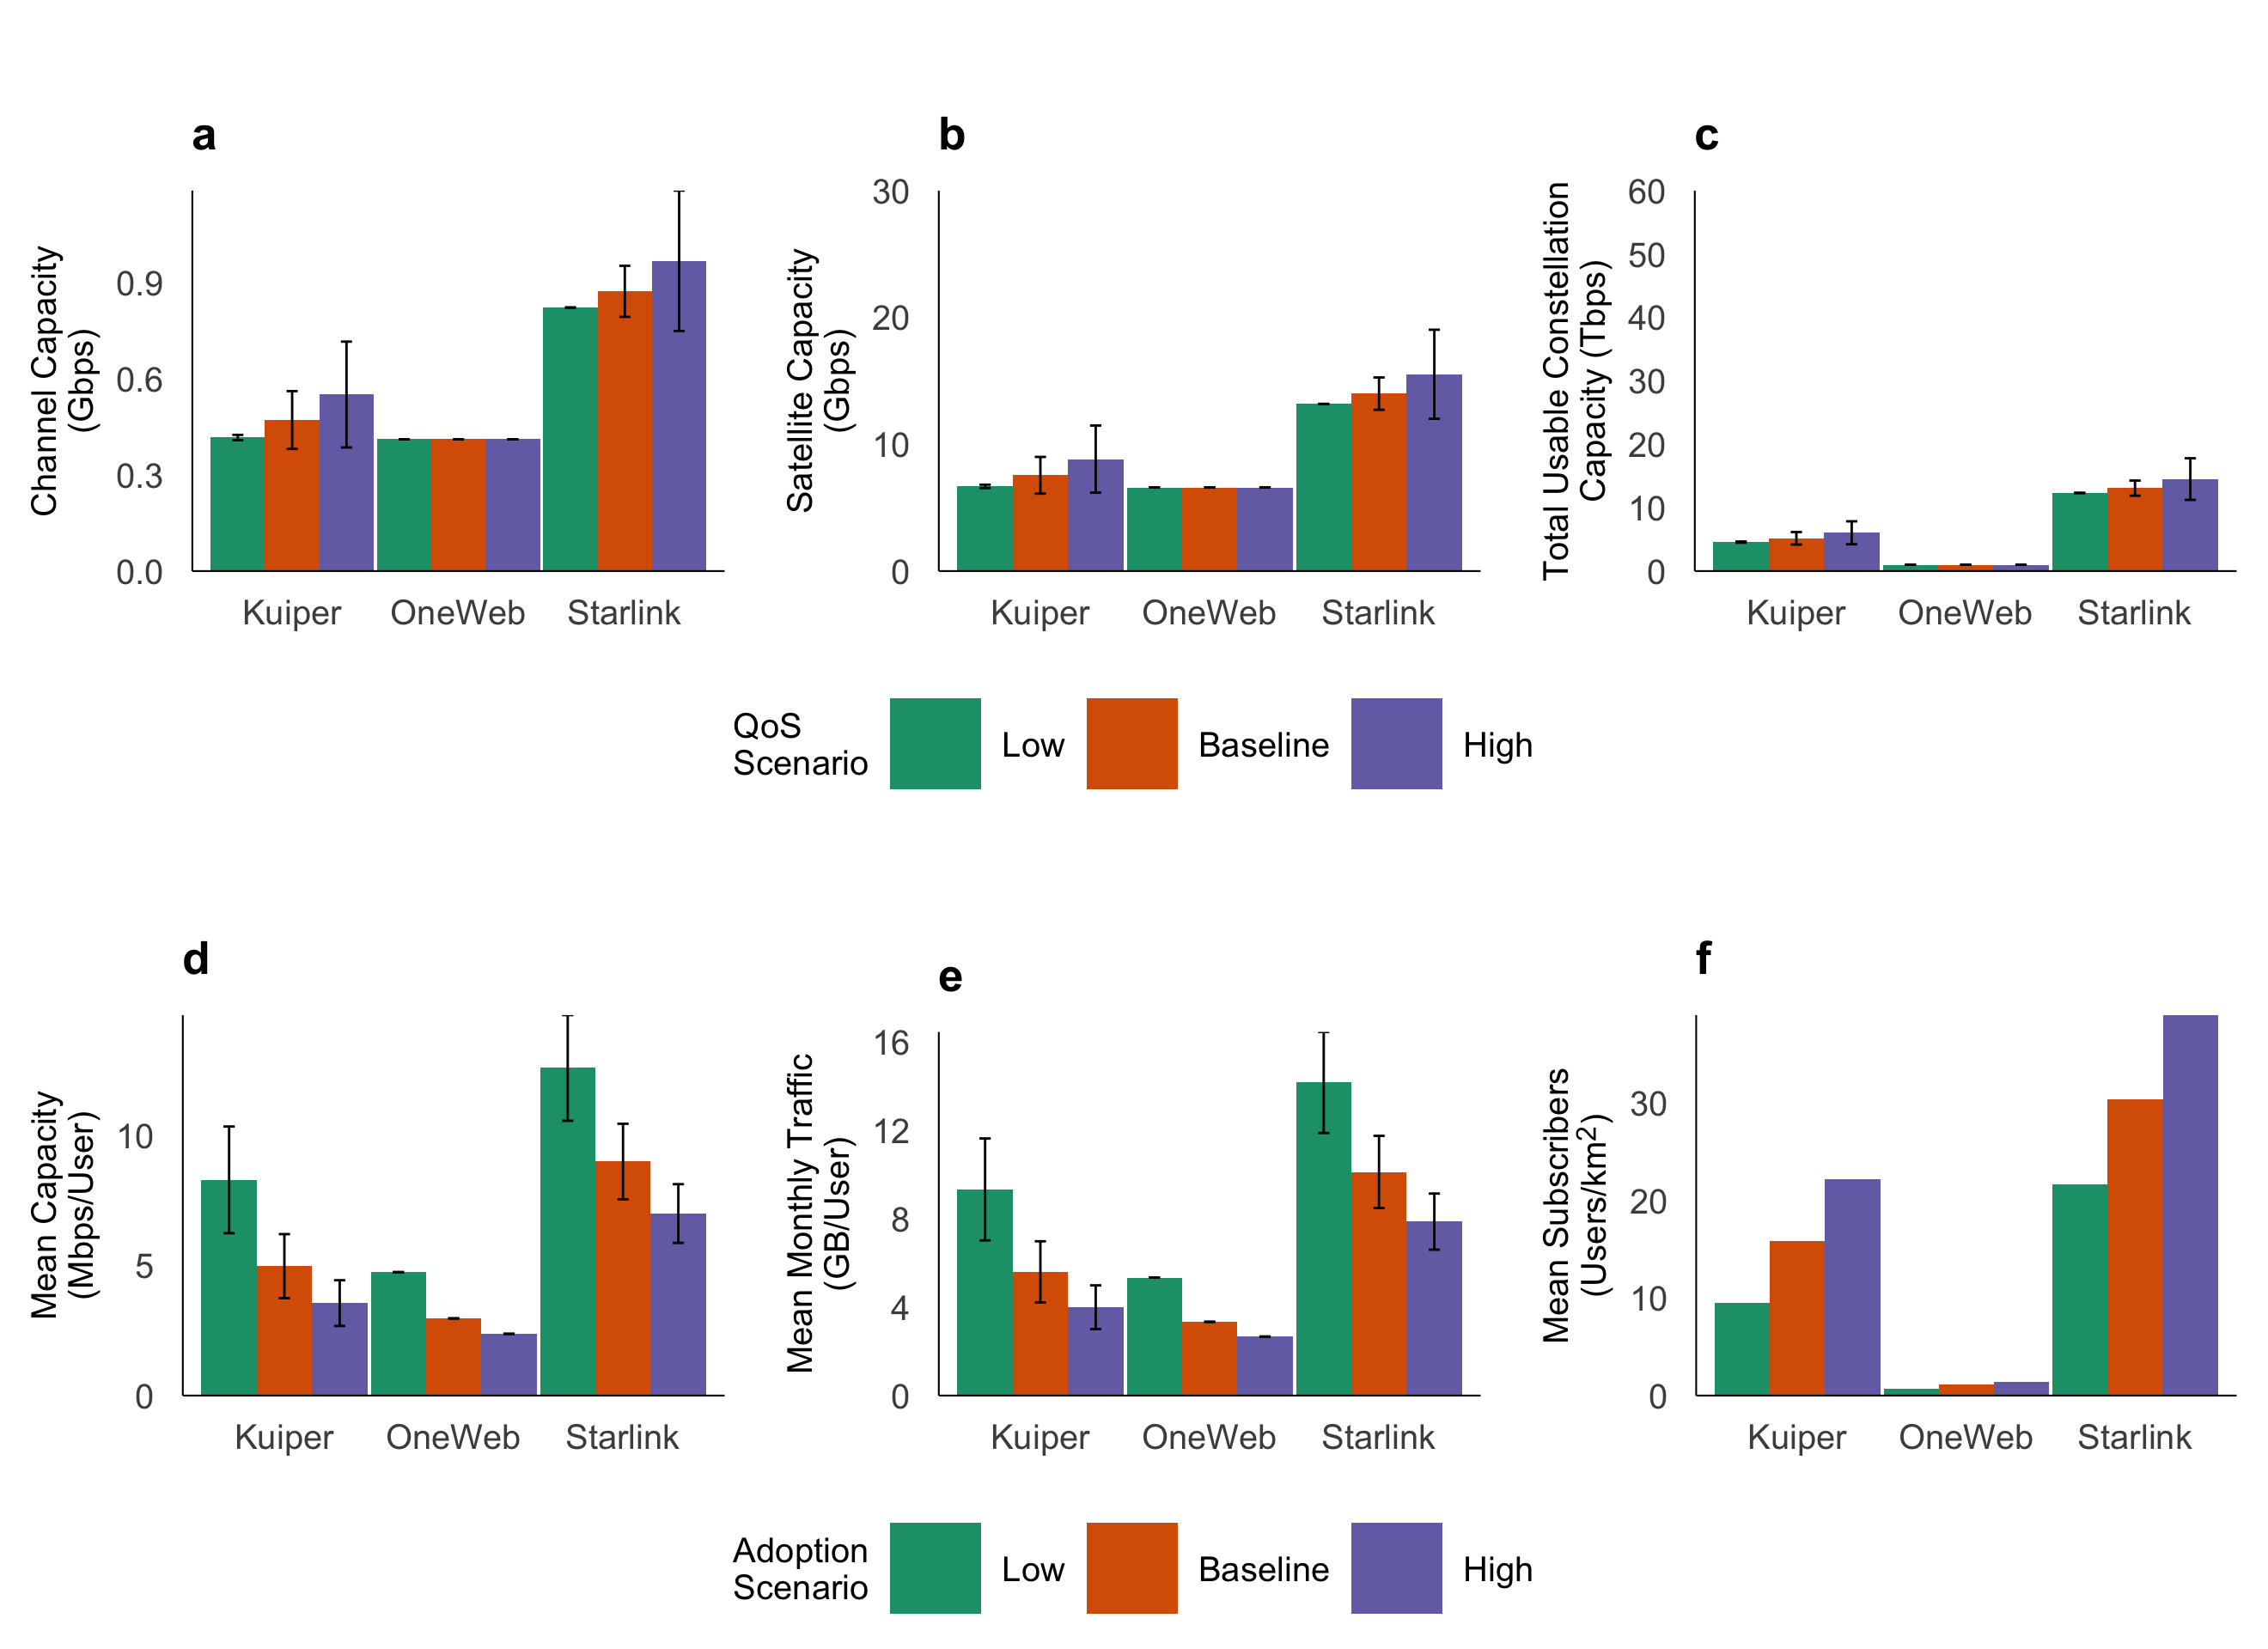 a
Channel Capacity
(Gbps)
0.9
0.6
0.3
0.0
Kuiper OneWeb Starlink
b
Satellite Capacity
(Gbps)
30
20
10
0
Kuiper OneWeb Starlink
c
Total Usable Constellation
Capacity (Tbps)
60
50
40
30
20
10
0
Kuiper OneWeb Starlink
QoS
Scenario
Low Baseline High
d
Mean Capacity
(Mbps/User)
10
5
0
Kuiper OneWeb Starlink
e
Mean Monthly Traffic
(GB/User)
16
12
8
4
0
Kuiper OneWeb Starlink
f
Mean Subscribers
(Users/km²)
30
20
10
0
Kuiper OneWeb Starlink
Adoption
Scenario
Low Baseline High